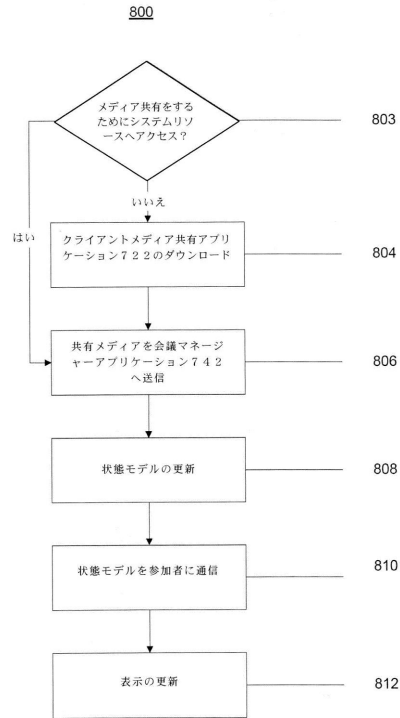 800
メディア共有をする
ためにシステムリソ
ースへアクセス？
803
いいえ
はい
クライアントメディア共有アプリ
ケーション７２２のダウンロード
804
共有メディアを会議マネージ
ャーアプリケーション７４２
へ送信
806
状態モデルの更新
808
状態モデルを参加者に通信
810
表示の更新
812